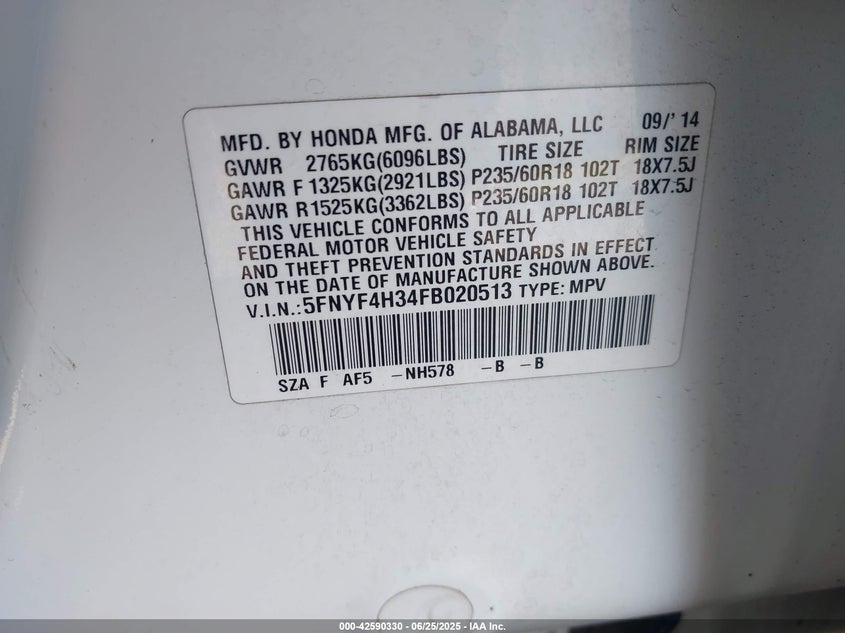 MFD. BY HONDA MFG. OF ALABAMA, LLC 09/'14
GVWR 2765KG(6096LBS) TIRE SIZE RIM SIZE
GAWR F 1325KG(2921LBS) P235/60R18 102T 18X7.5J
GAWR R1525KG(3362LBS) P235/60R18 102T 18X7.5J
THIS VEHICLE CONFORMS TO ALL APPLICABLE
FEDERAL MOTOR VEHICLE SAFETY
AND THEFT PREVENTION STANDARDS IN EFFECT
ON THE DATE OF MANUFACTURE SHOWN ABOVE.
V.I.N.:5FNYF4H34FB020513 TYPE: MPV
SZA F AF5 -NH578 -B -B
000-42590330 - 06/25/2025 - IAA Inc.